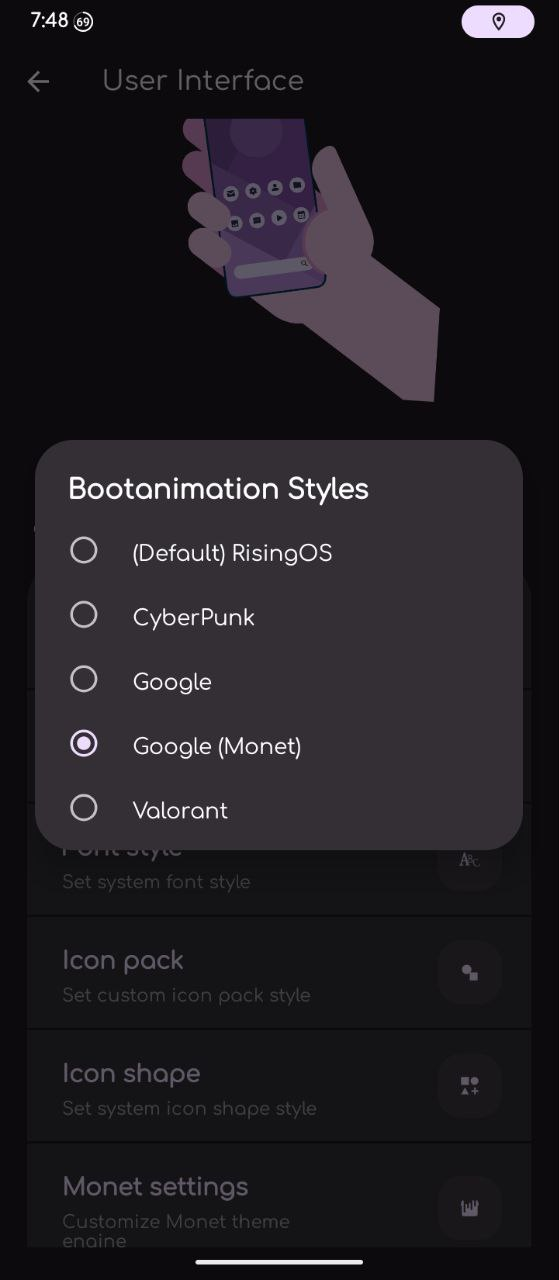 7:48 69
User Interface
Bootanimation Styles
(Default) RisingOS
CyberPunk
Google
Google (Monet)
Valorant
Font style
Set system font style
ABC
Icon pack
Set custom icon pack style
Icon shape
Set system icon shape style
Monet settings
Customize Monet theme
engine